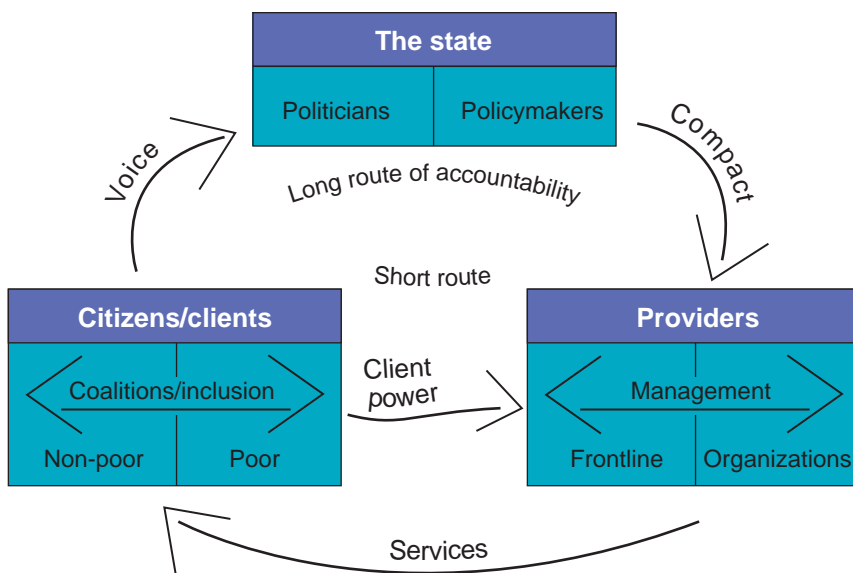 The state
Politicians
Policymakers
Voice
Compact
Long route of accountability
Short route
Citizens/clients
Providers
Coalitions/inclusion
Client
power
Management
Non-poor
Poor
Frontline
Organizations
Services